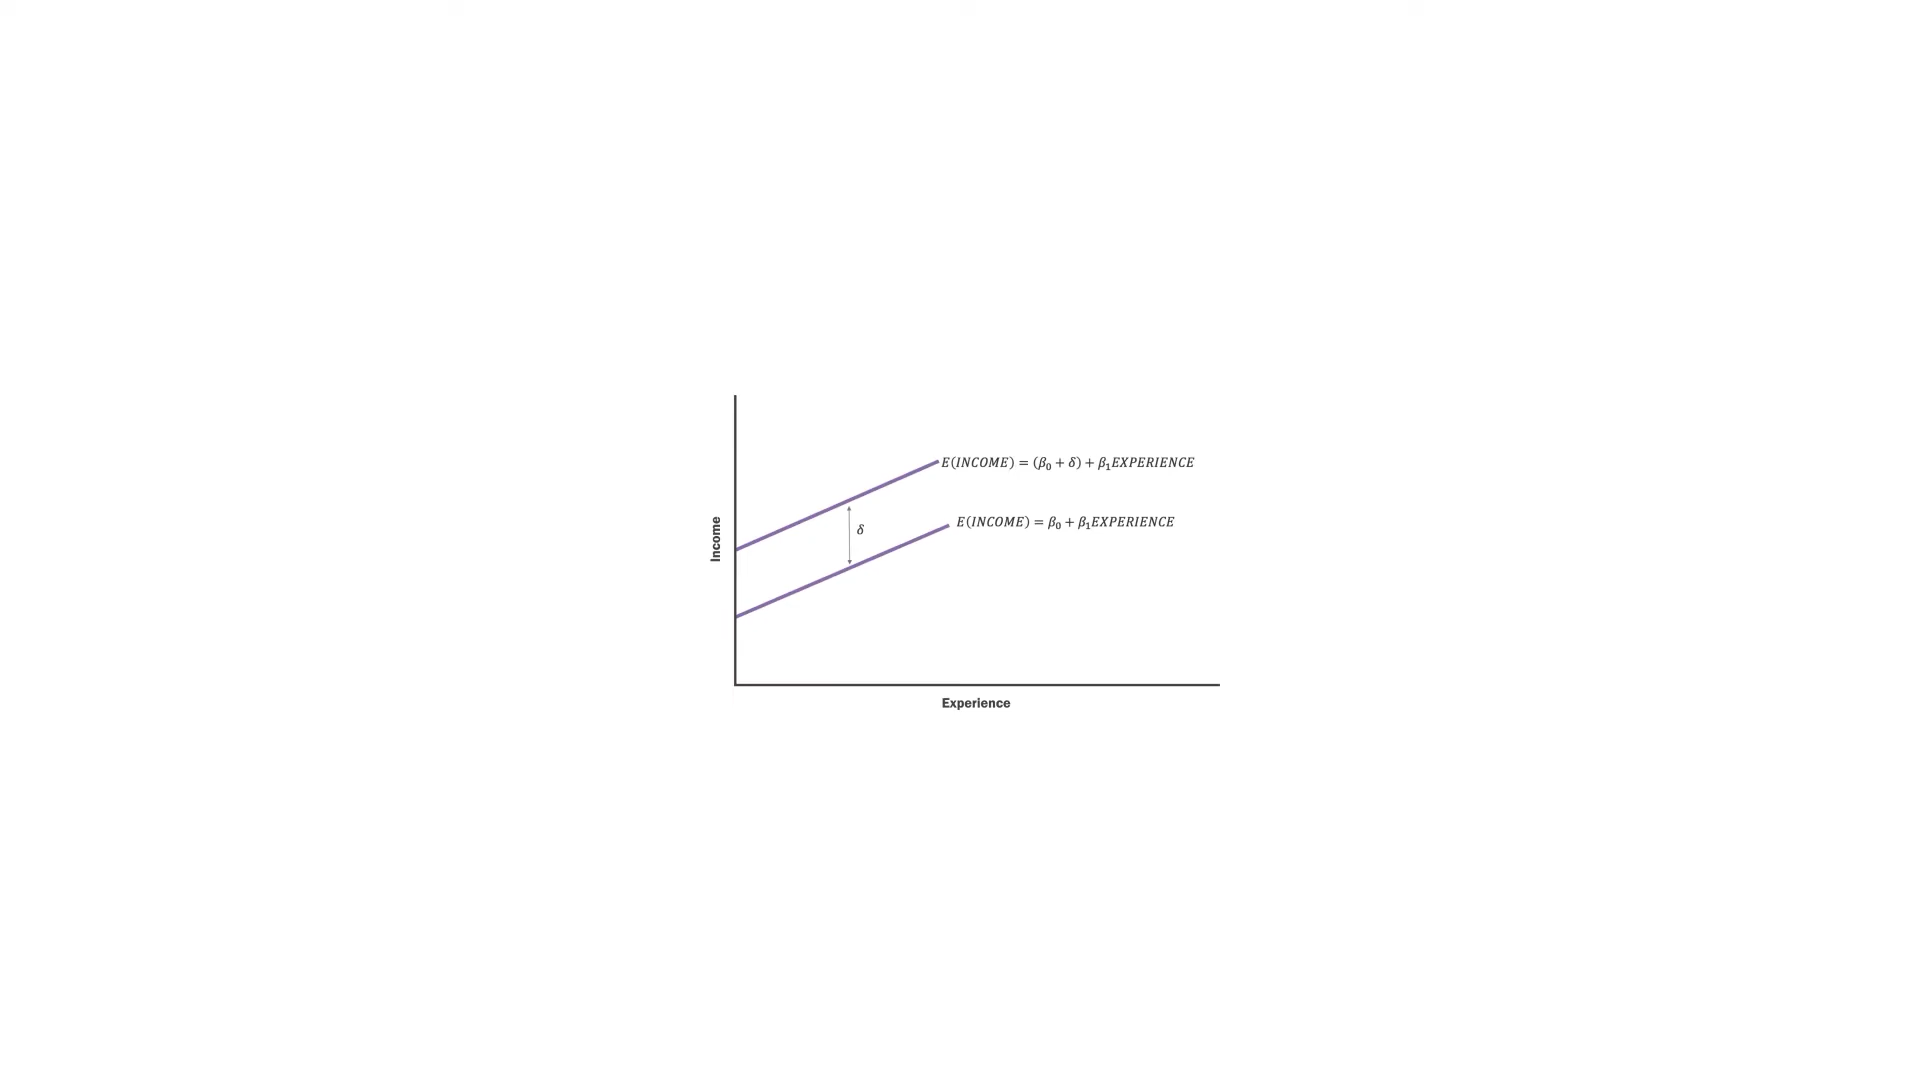 E(INCOME) = (β₀ + δ) + β₁EXPERIENCE
E(INCOME) = β₀ + β₁EXPERIENCE
δ
Income
Experience